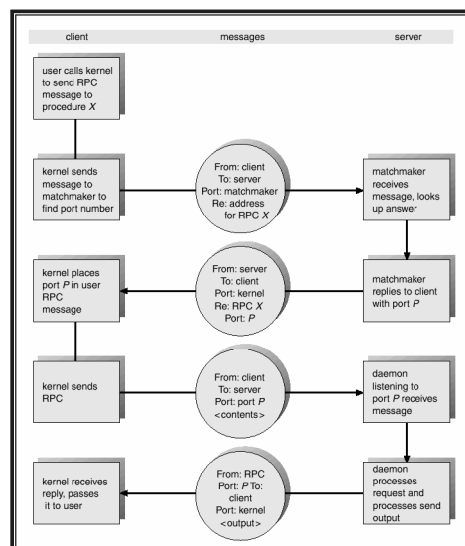 client messages server
user calls kernel
to send RPC
message to
procedure X
kernel sends
message to
matchmaker to
find port number
From: client
To: server
Port: matchmaker
Re: address
for RPC X
matchmaker
receives
message, looks
up answer
kernel places
port P in user
RPC
message
From: server
To: client
Port: kernel
Re: RPC X
Port: P
matchmaker
replies to client
with port P
kernel sends
RPC
From: client
To: server
Port: port P
<contents>
daemon
listening to
port P receives
message
kernel receives
reply, passes
it to user
From: RPC
Port: P To:
client
Port: kernel
<output>
daemon
processes
request and
processes send
output